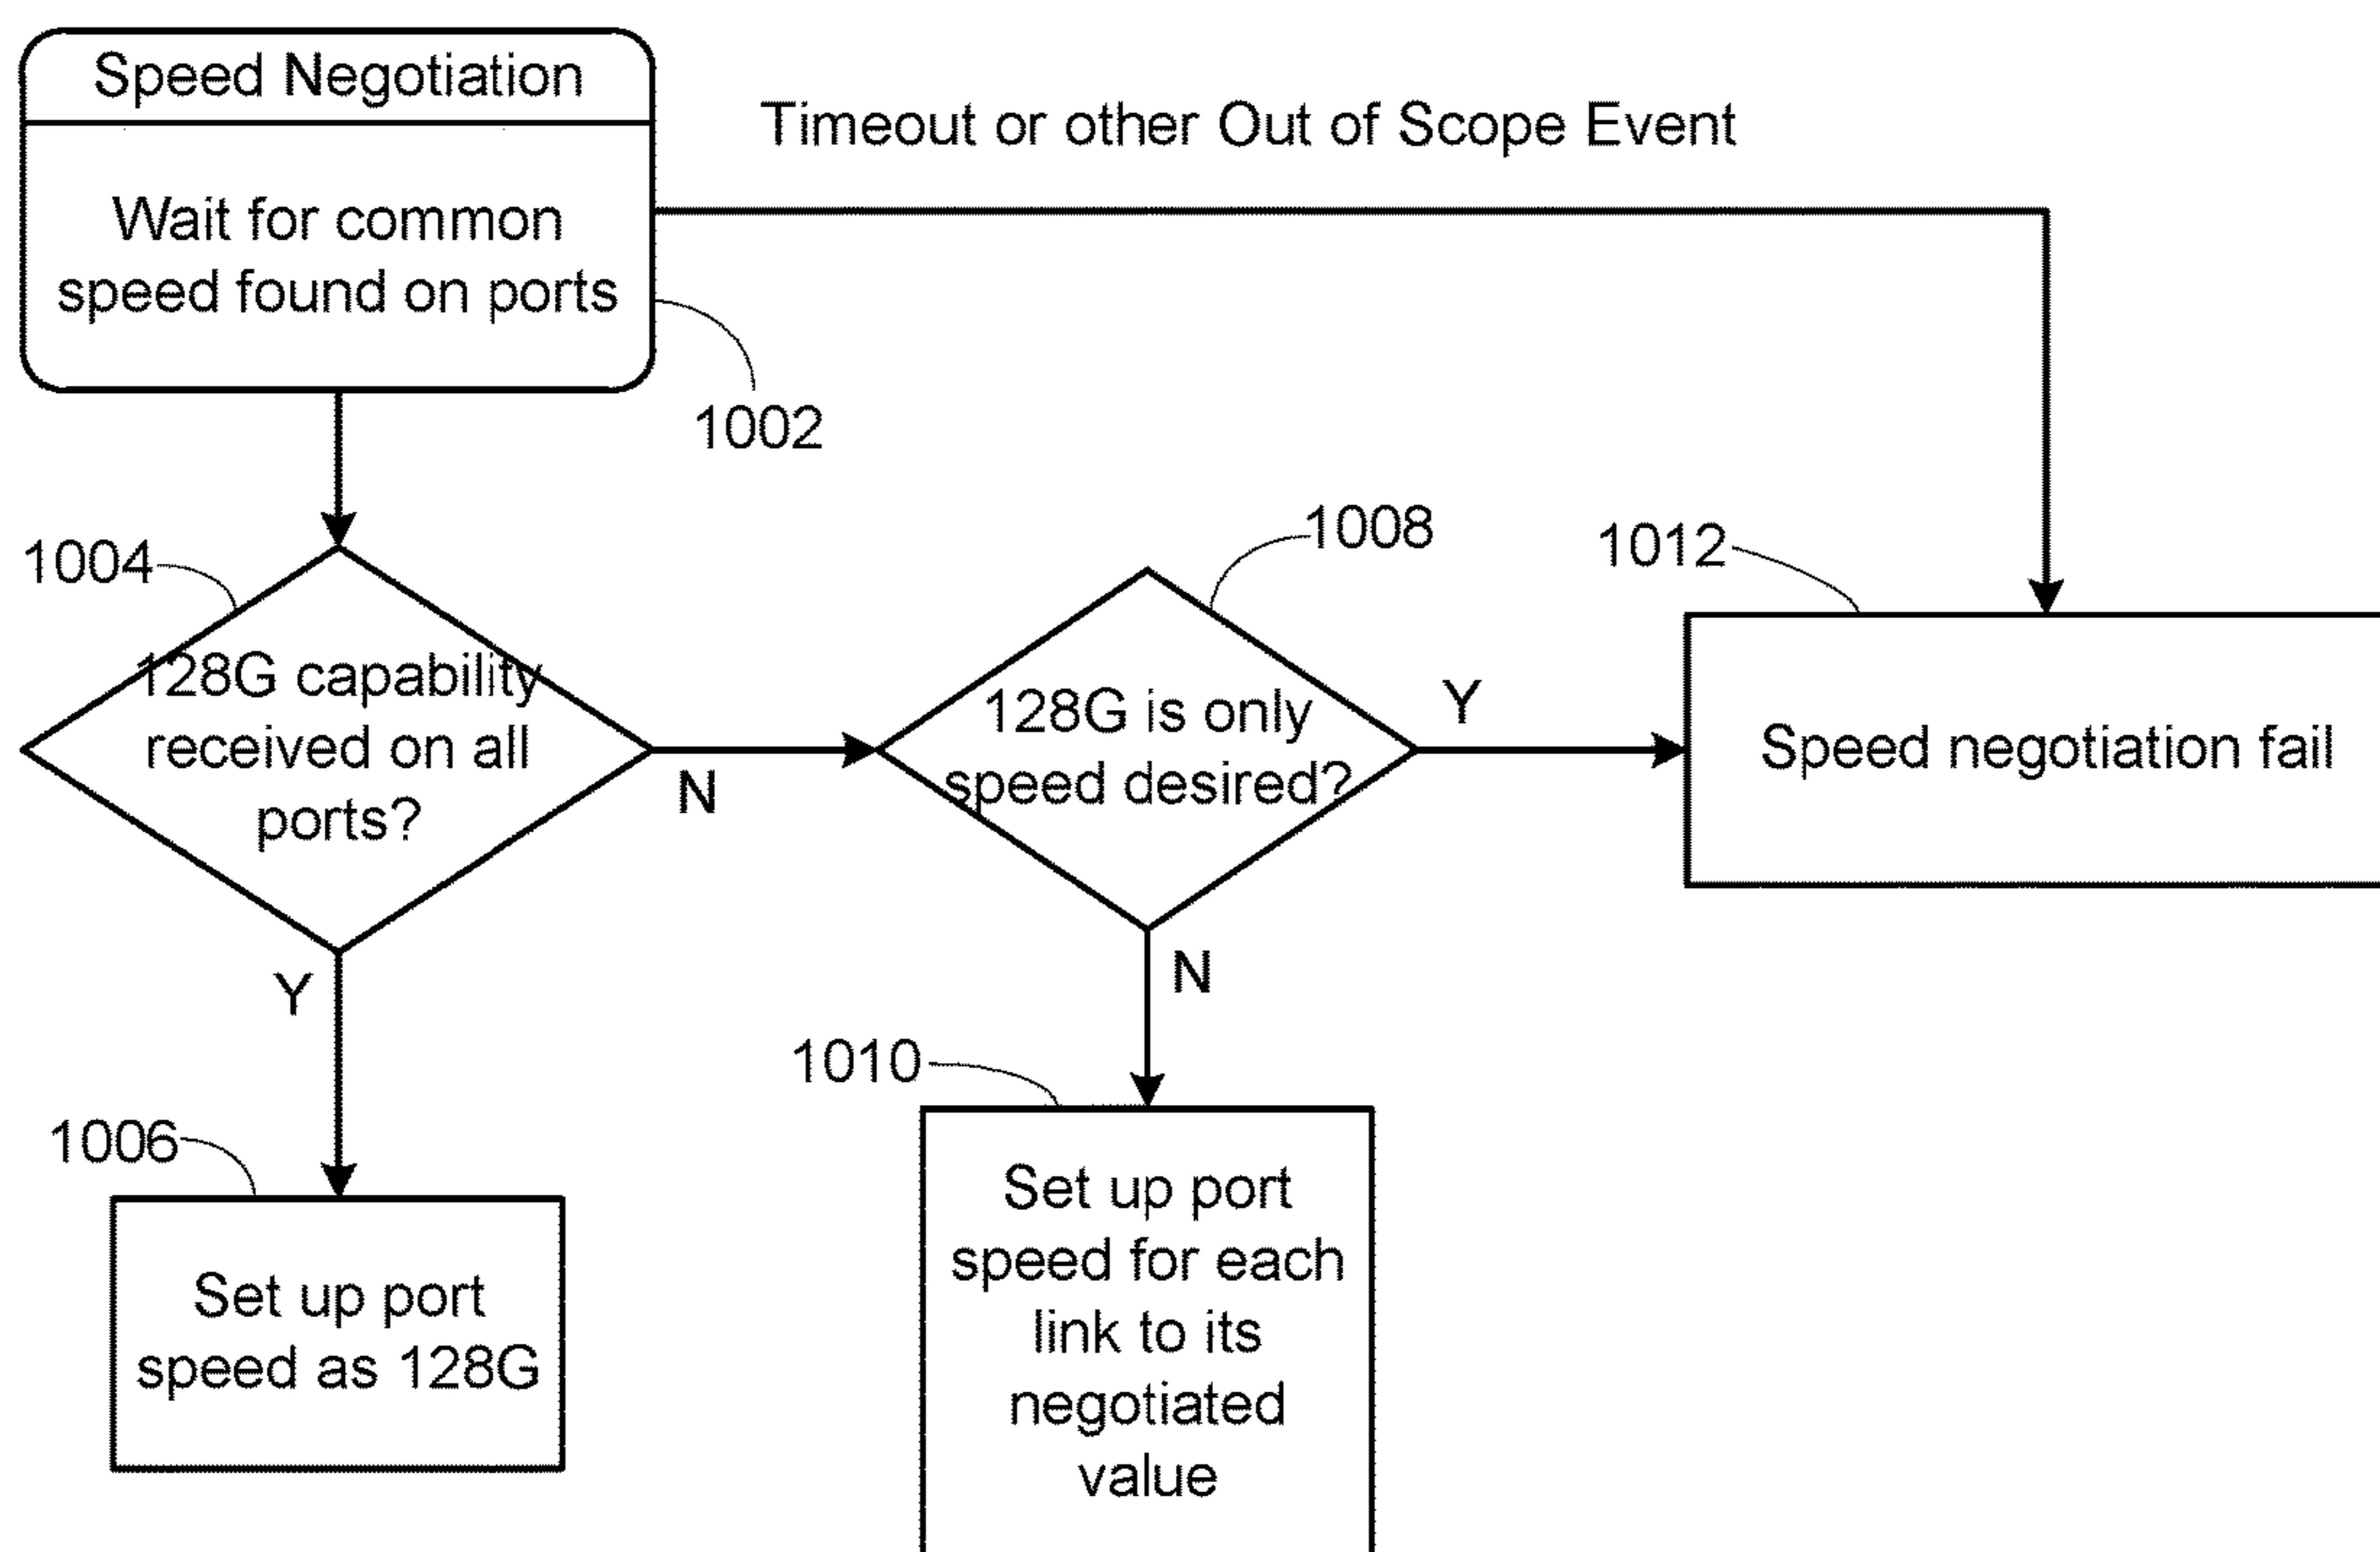 Speed Negotiation
Timeout or other Out of Scope Event
Wait for common
speed found on ports
1002
1004
1008
1012
128G capability
received on all
ports?
N
128G is only
speed desired?
Y
Speed negotiation fail
Y
N
1006
1010
Set up port
speed as 128G
Set up port
speed for each
link to its
negotiated
value